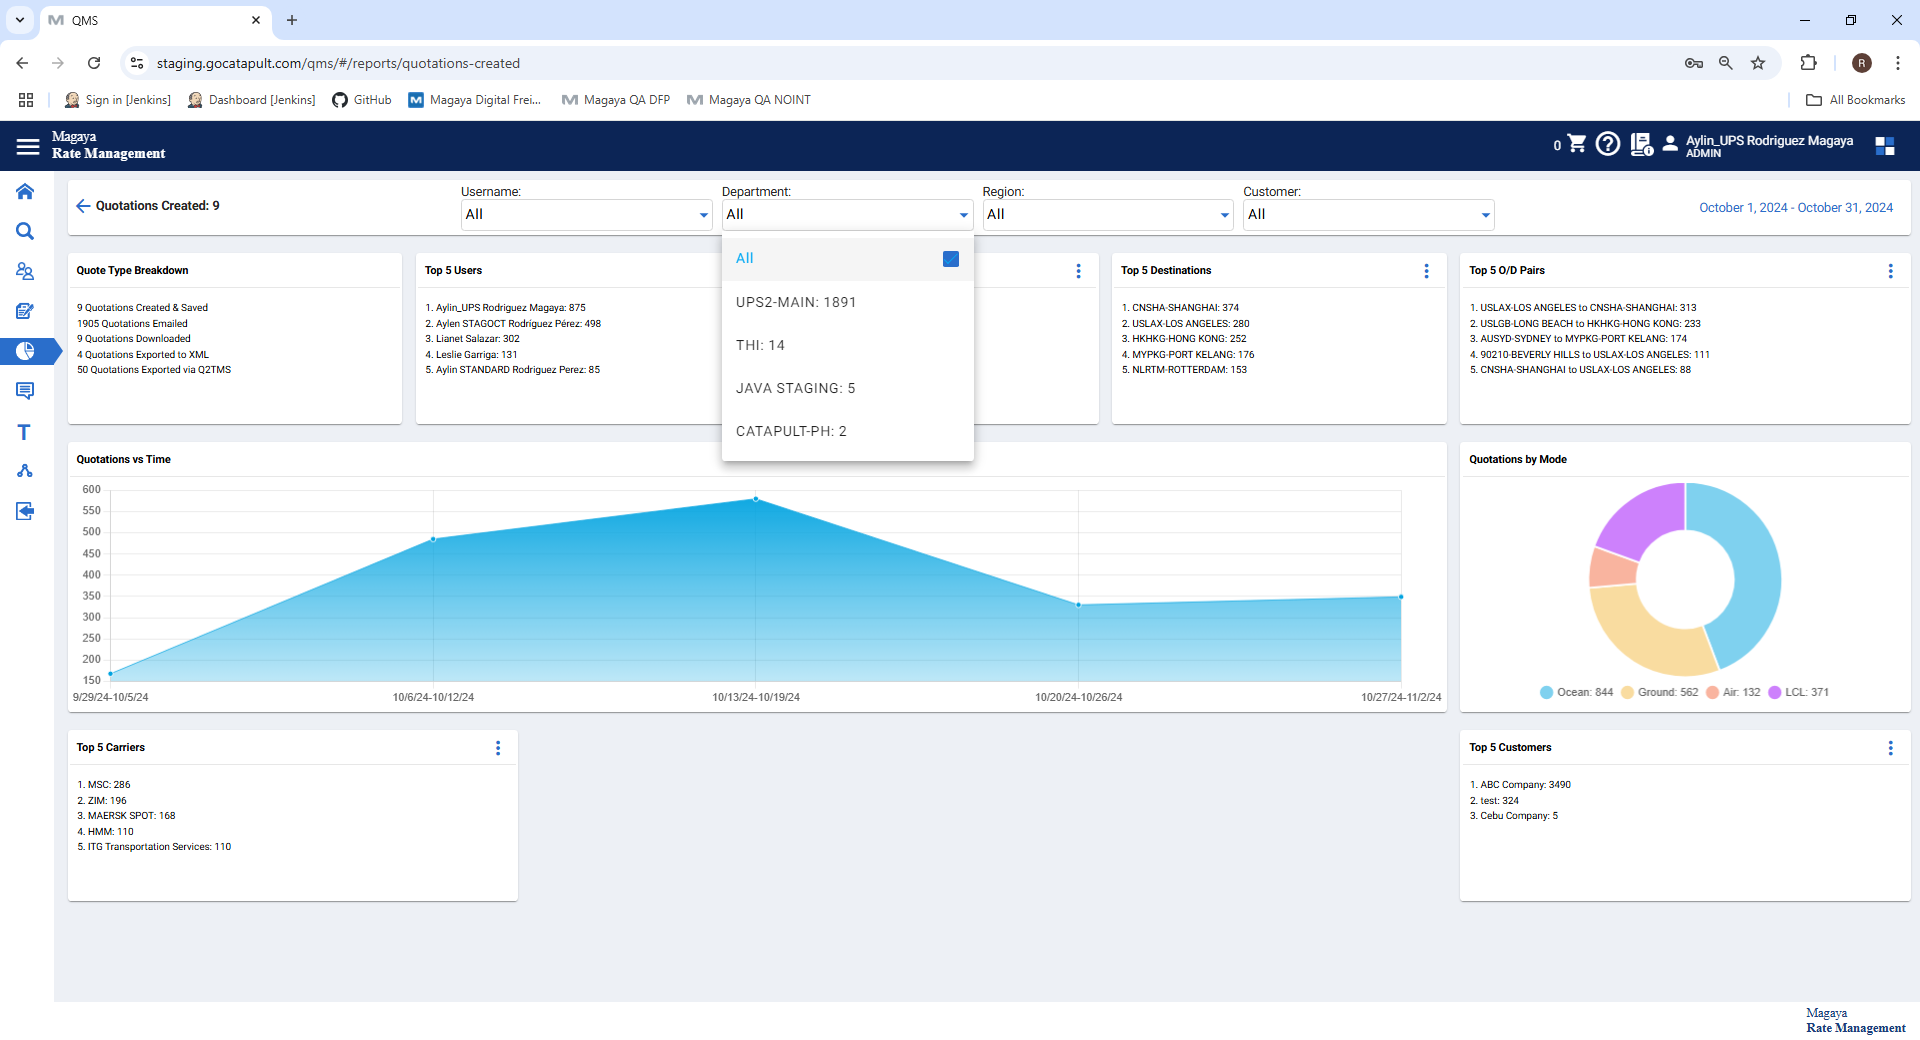 QMS
staging.gocatapult.com/qms/#/reports/quotations-created
R
Sign in [Jenkins]
Dashboard [Jenkins]
GitHub
Magaya Digital Frei...
Magaya QA DFP
Magaya QA NOINT
All Bookmarks
Magaya
Rate Management
0
Aylin_UPS Rodriguez Magaya
ADMIN
Quotations Created: 9
Username:
All
Department:
All
Region:
All
Customer:
All
October 1, 2024 - October 31, 2024
All
UPS2-MAIN: 1891
THI: 14
JAVA STAGING: 5
CATAPULT-PH: 2
Quote Type Breakdown
9 Quotations Created & Saved
1905 Quotations Emailed
9 Quotations Downloaded
4 Quotations Exported to XML
50 Quotations Exported via Q2TMS
Top 5 Users
1. Aylin_UPS Rodriguez Magaya: 875
2. Aylen STAGOCT Rodríguez Pérez: 498
3. Lianet Salazar: 302
4. Leslie Garriga: 131
5. Aylin STANDARD Rodriguez Perez: 85
Top 5 Destinations
1. CNSHA-SHANGHAI: 374
2. USLAX-LOS ANGELES: 280
3. HKHKG-HONG KONG: 252
4. MYPKG-PORT KELANG: 176
5. NLRTM-ROTTERDAM: 153
Top 5 O/D Pairs
1. USLAX-LOS ANGELES to CNSHA-SHANGHAI: 313
2. USLGB-LONG BEACH to HKHKG-HONG KONG: 233
3. AUSYD-SYDNEY to MYPKG-PORT KELANG: 174
4. 90210-BEVERLY HILLS to USLAX-LOS ANGELES: 111
5. CNSHA-SHANGHAI to USLAX-LOS ANGELES: 88
Quotations vs Time
600
550
500
450
400
350
300
250
200
150
9/29/24-10/5/24
10/6/24-10/12/24
10/13/24-10/19/24
10/20/24-10/26/24
10/27/24-11/2/24
Quotations by Mode
Ocean: 844
Ground: 562
Air: 132
LCL: 371
Top 5 Carriers
1. MSC: 286
2. ZIM: 196
3. MAERSK SPOT: 168
4. HMM: 110
5. ITG Transportation Services: 110
Top 5 Customers
1. ABC Company: 3490
2. test: 324
3. Cebu Company: 5
Magaya
Rate Management